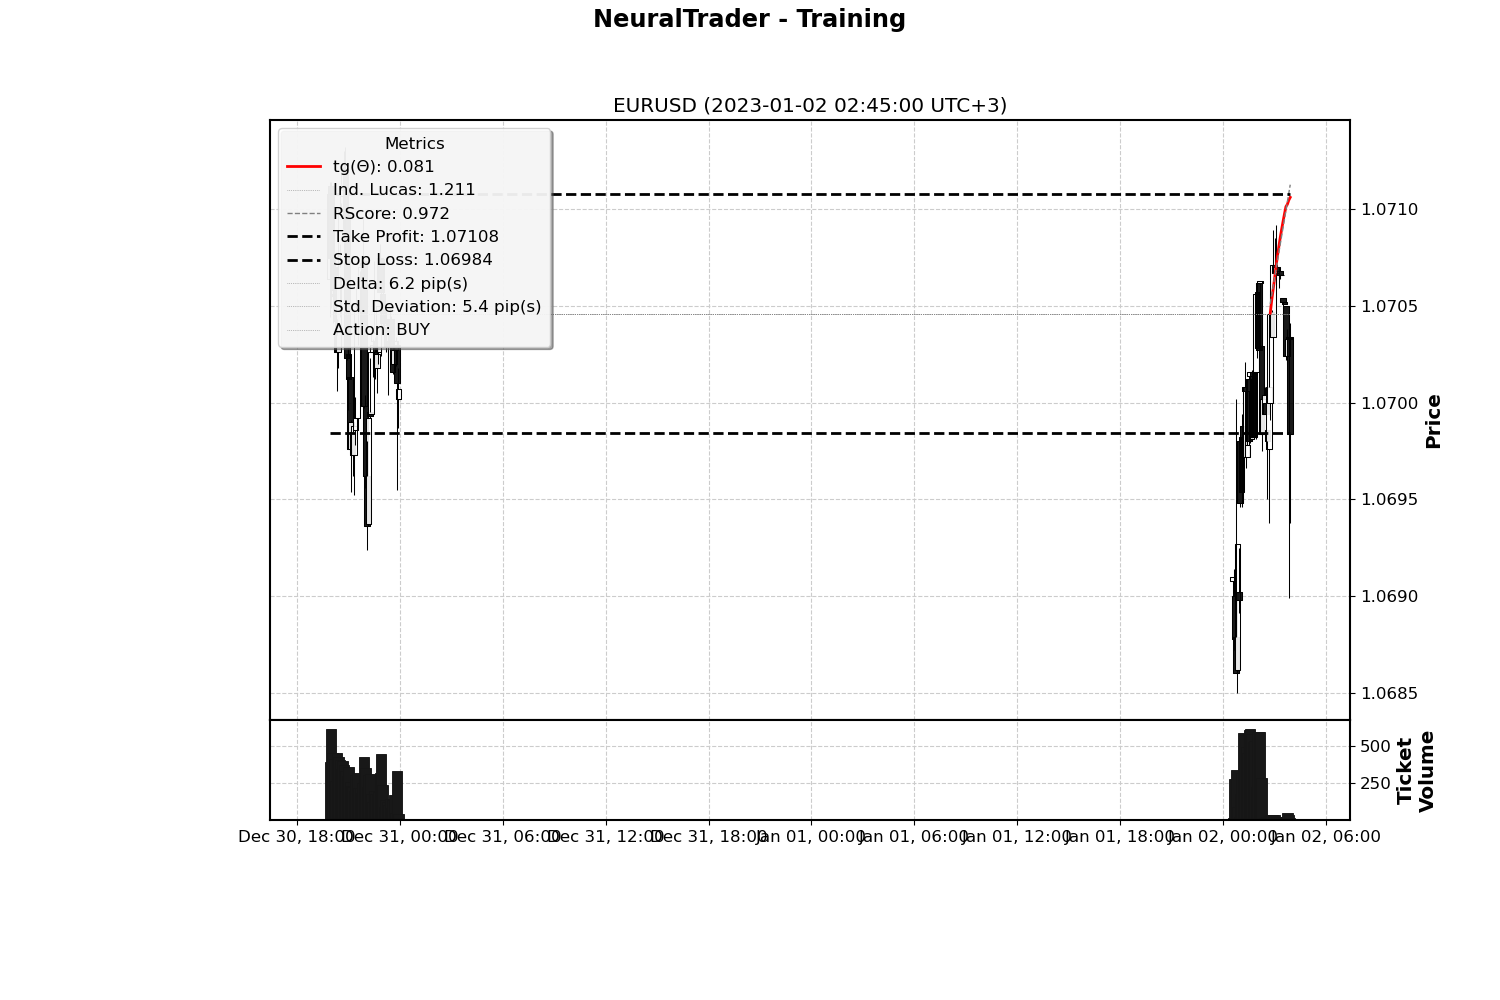 NeuralTrader - Training
EURUSD (2023-01-02 02:45:00 UTC+3)
Metrics
tg(Θ): 0.081
Ind. Lucas: 1.211
RScore: 0.972
Take Profit: 1.07108
Stop Loss: 1.06984
Delta: 6.2 pip(s)
Std. Deviation: 5.4 pip(s)
Action: BUY
1.0710
1.0705
1.0700
1.0695
1.0690
1.0685
Price
500
250
Ticket
Volume
Dec 30, 18:00 Dec 31, 00:00 Dec 31, 06:00 Dec 31, 12:00 Dec 31, 18:00 Jan 01, 00:00 Jan 01, 06:00 Jan 01, 12:00 Jan 01, 18:00 Jan 02, 00:00 Jan 02, 06:00